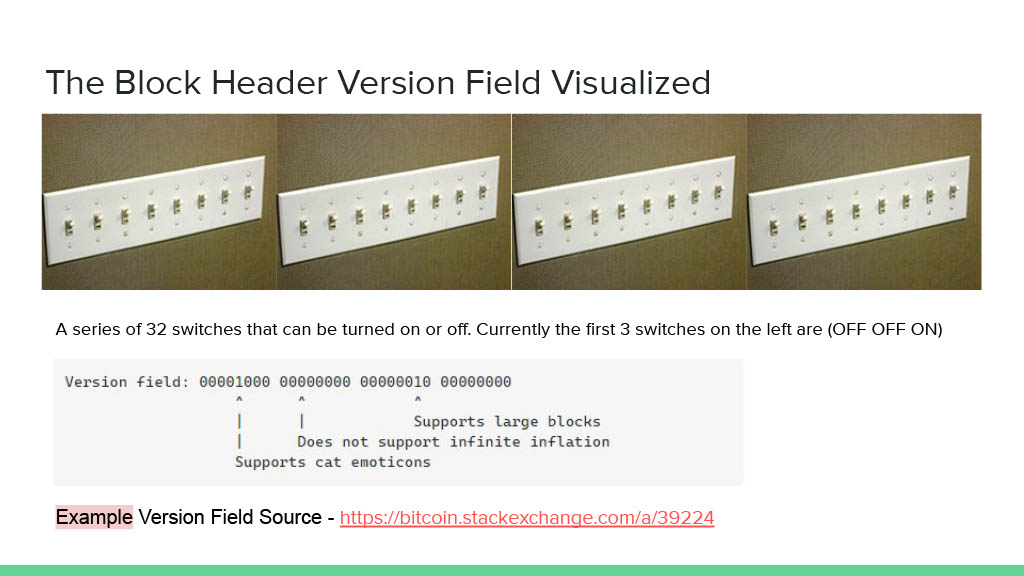 The Block Header Version Field Visualized
A series of 32 switches that can be turned on or off. Currently the first 3 switches on the left are (OFF OFF ON)
Version field: 00001000 00000000 00000010 00000000
^ ^ ^
| | Supports large blocks
| Does not support infinite inflation
Supports cat emoticons
Example Version Field Source - https://bitcoin.stackexchange.com/a/39224